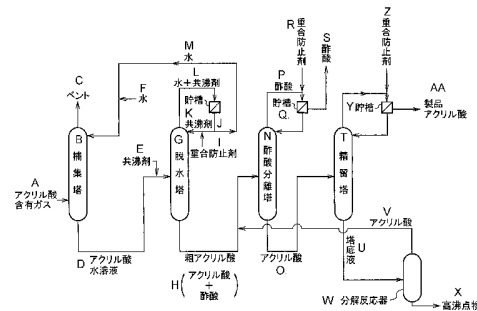 R
重合防止剤
S
酢酸
Z
重合防止剤
M
水
L
水+共沸剤
P
酢酸
C
ベント
F
水
貯槽
K
共沸剤
J
貯槽
Q.
Y貯槽
AA
製品
アクリル酸
B
捕集塔
G
脱水塔
I
重合防止剤
N
酢酸分離塔
T
精留塔
E
共沸剤
A
アクリル酸
含有ガス
V
アクリル酸
D アクリル酸
水溶液
粗アクリル酸
アクリル酸
O
塔底液
U
H
アクリル酸
+
酢酸
W 分解反応器
X
高沸点物